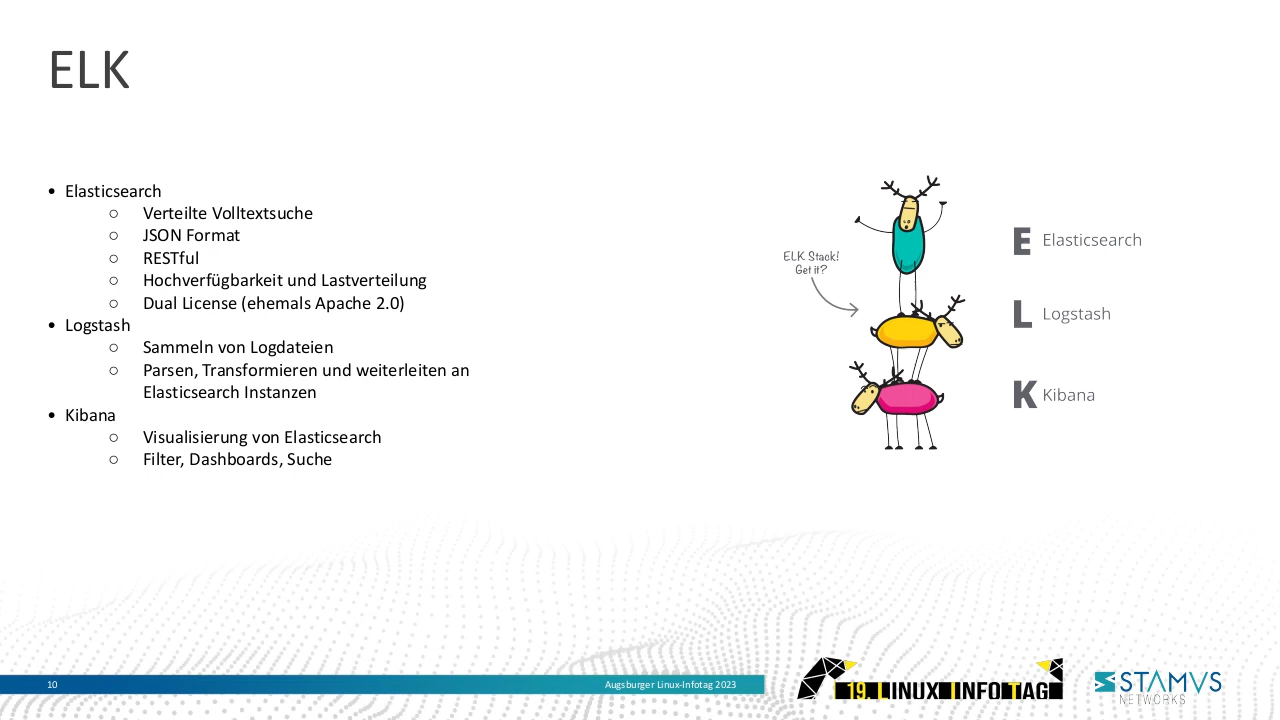 ELK
• Elasticsearch
○ Verteilte Volltextsuche
○ JSON Format
○ RESTful
○ Hochverfügbarkeit und Lastverteilung
○ Dual License (ehemals Apache 2.0)
• Logstash
○ Sammeln von Logdateien
○ Parsen, Transformieren und weiterleiten an
Elasticsearch Instanzen
• Kibana
○ Visualisierung von Elasticsearch
○ Filter, Dashboards, Suche
ELK Stack!
Get it?
E Elasticsearch
L Logstash
K Kibana
10
Augsburger Linux-Infotag 2023
19. LINUX INFO TAG
STAMVS
NETWORKS